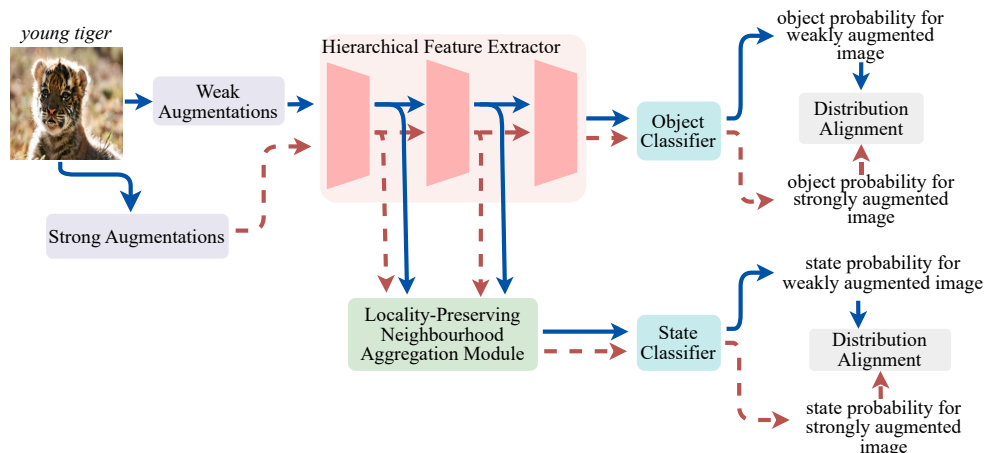 young tiger
Weak
Augmentations
Strong Augmentations
Hierarchical Feature Extractor
Locality-Preserving
Neighbourhood
Aggregation Module
Object
Classifier
State
Classifier
object probability for
weakly augmented
image
Distribution
Alignment
object probability for
strongly augmented
image
state probability for
weakly augmented image
Distribution
Alignment
state probability for
strongly augmented
image